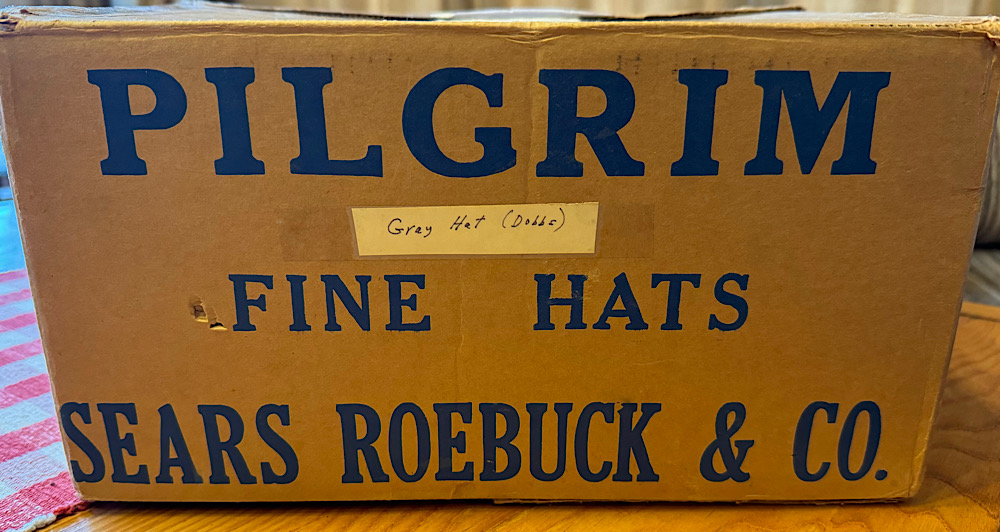 PILGRIM
Gray Hat (Dobbs)
FINE HATS
SEARS ROEBUCK & CO.